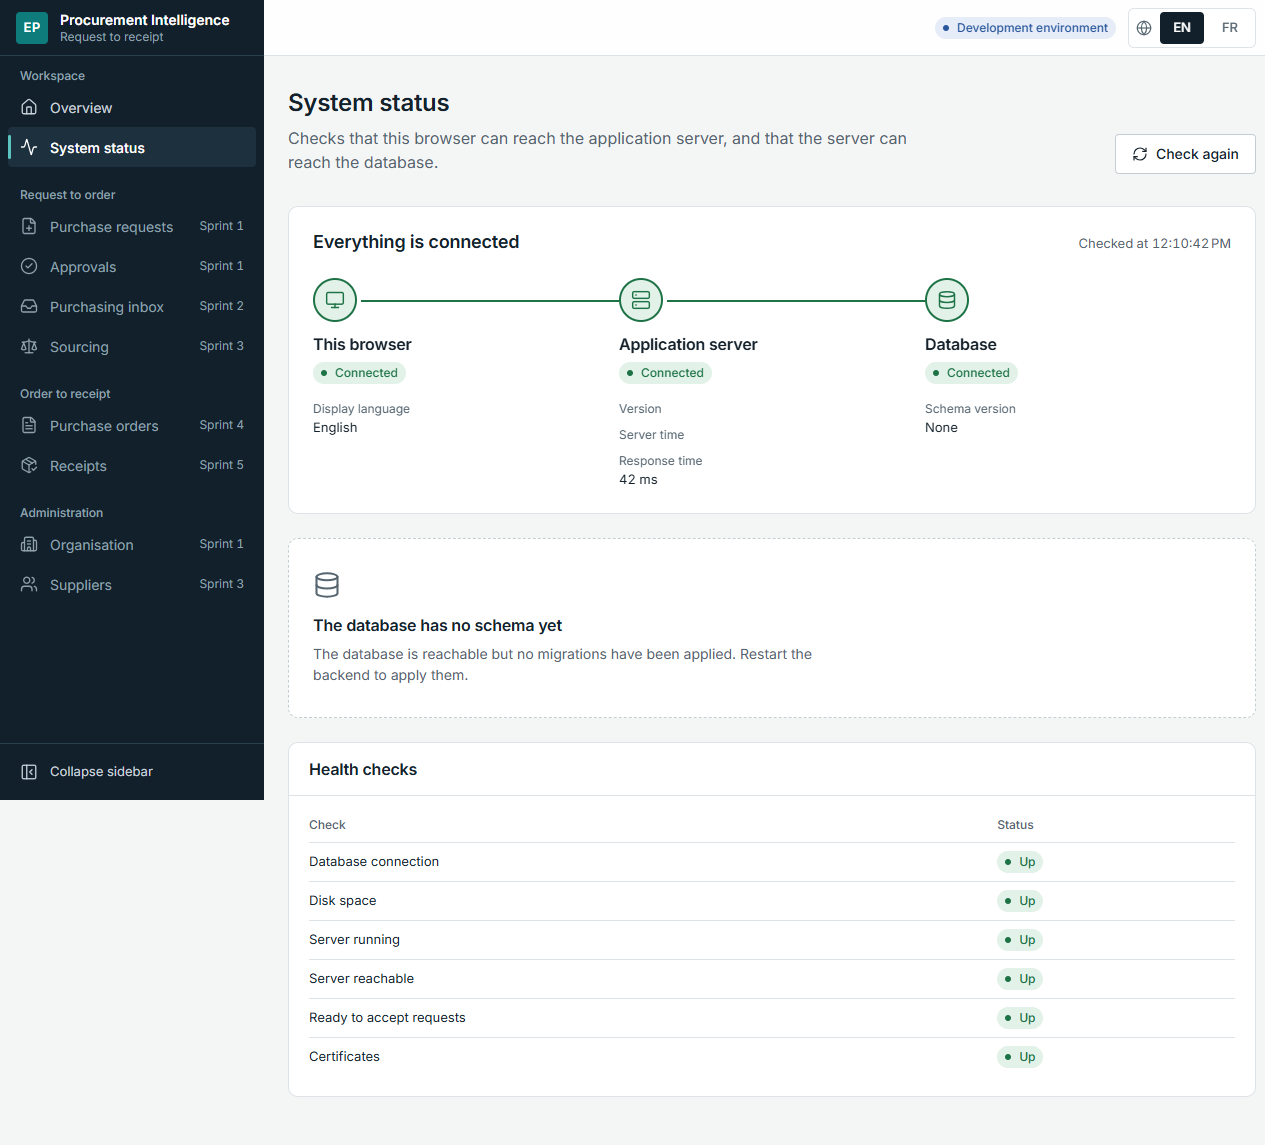 EP
Procurement Intelligence
Request to receipt
Development environment
EN
FR
Workspace
Overview
System status
Request to order
Purchase requests Sprint 1
Approvals Sprint 1
Purchasing inbox Sprint 2
Sourcing Sprint 3
Order to receipt
Purchase orders Sprint 4
Receipts Sprint 5
Administration
Organisation Sprint 1
Suppliers Sprint 3
Collapse sidebar
System status
Checks that this browser can reach the application server, and that the server can
reach the database.
Check again
Everything is connected
Checked at 12:10:42 PM
This browser
Connected
Display language
English
Application server
Connected
Version
Server time
Response time
42 ms
Database
Connected
Schema version
None
The database has no schema yet
The database is reachable but no migrations have been applied. Restart the
backend to apply them.
Health checks
Check Status
Database connection Up
Disk space Up
Server running Up
Server reachable Up
Ready to accept requests Up
Certificates Up